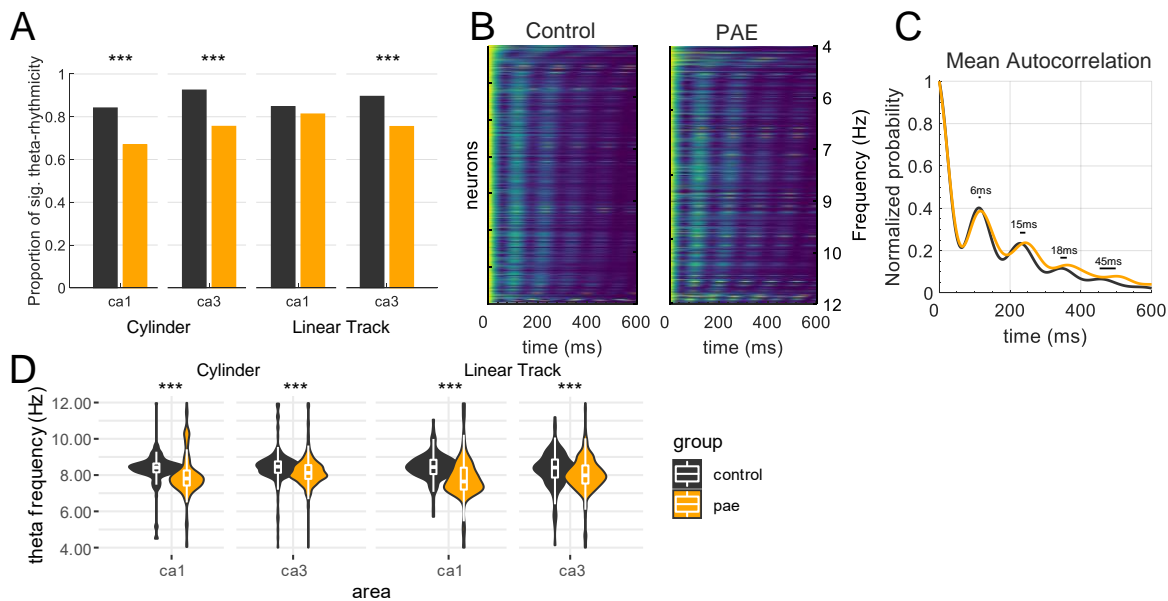 A
***
***
***
Proportion of sig. theta-rhythmicity
1
0.8
0.6
0.4
0.2
0
ca1
ca3
ca1
ca3
Cylinder
Linear Track
B
Control
PAE
neurons
4
6
7
9
10
12
Frequency (Hz)
0
200
400
600
0
200
400
600
time (ms)
time (ms)
C
Mean Autocorrelation
Normalized probability
1
0.8
0.6
0.4
0.2
0
6ms
15ms
18ms
45ms
0
200
400
600
time (ms)
D
Cylinder
Linear Track
***
***
***
***
theta frequency (Hz)
12.00
10.00
8.00
6.00
4.00
ca1
ca3
ca1
ca3
area
group
control
pae